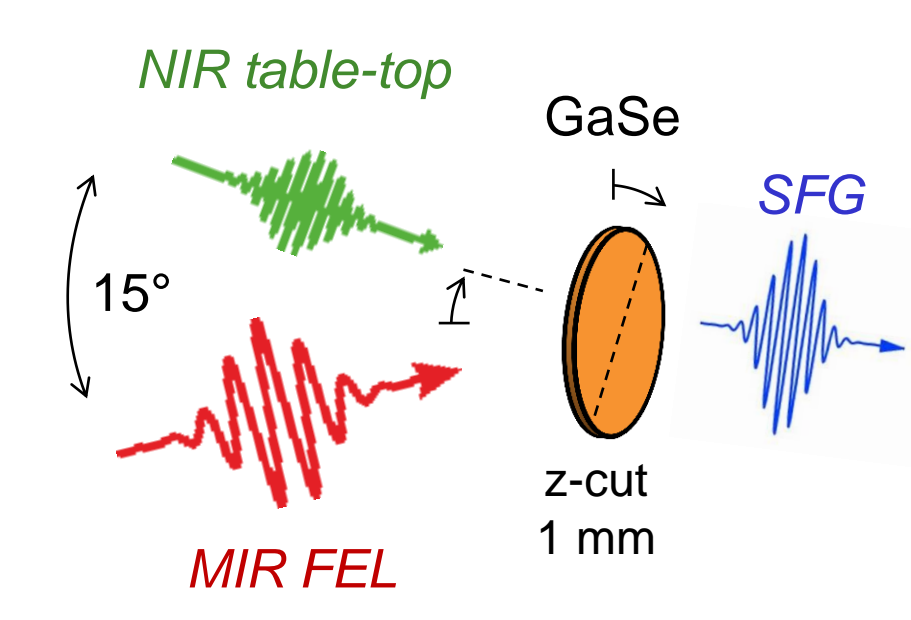 NIR table-top
GaSe
SFG
15°
z-cut
1 mm
MIR FEL